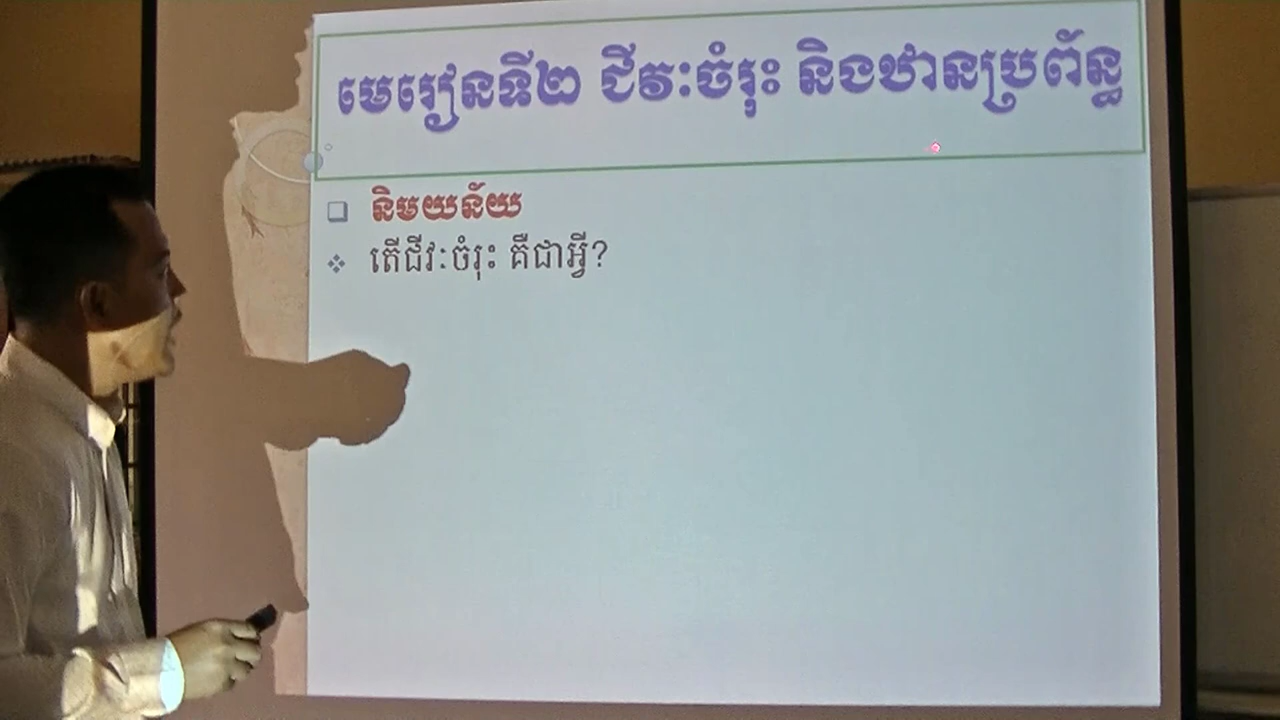 មេរៀនទី២ ជីវៈចំរុះ និងឋានប្រព័ន្ធ
និមយន័យ
តើជីវៈចំរុះ គឺជាអ្វី?